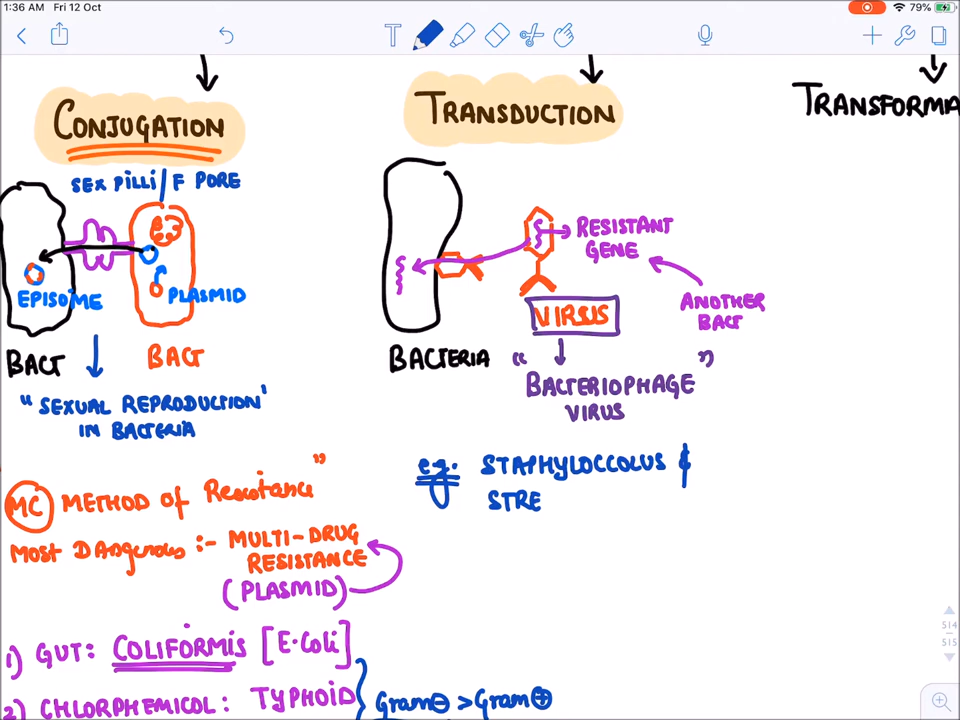 1:36 AM Fri 12 Oct
79%
T
CONJUGATION
SEX PILLI / F PORE
EPISOME
PLASMID
BACT
BACT
"SEXUAL REPRODUCTION'
IN BACTERIA
MC METHOD OF Resistance"
MOST DANGEROUS :- MULTI-DRUG
RESISTANCE
(PLASMID)
1) GUT: COLIFORMIS [E.Coli]
2) CHLORPHEMICOL: TYPHOID
Gram⊖ > Gram⊕
TRANSDUCTION
RESISTANT
GENE
ANOTHER
BACT
VIRUS
BACTERIA
"BACTERIOPHAGE"
VIRUS
e.g. STAPHYLOCCOLUS &
STRE
TRANSFORMA
514
515